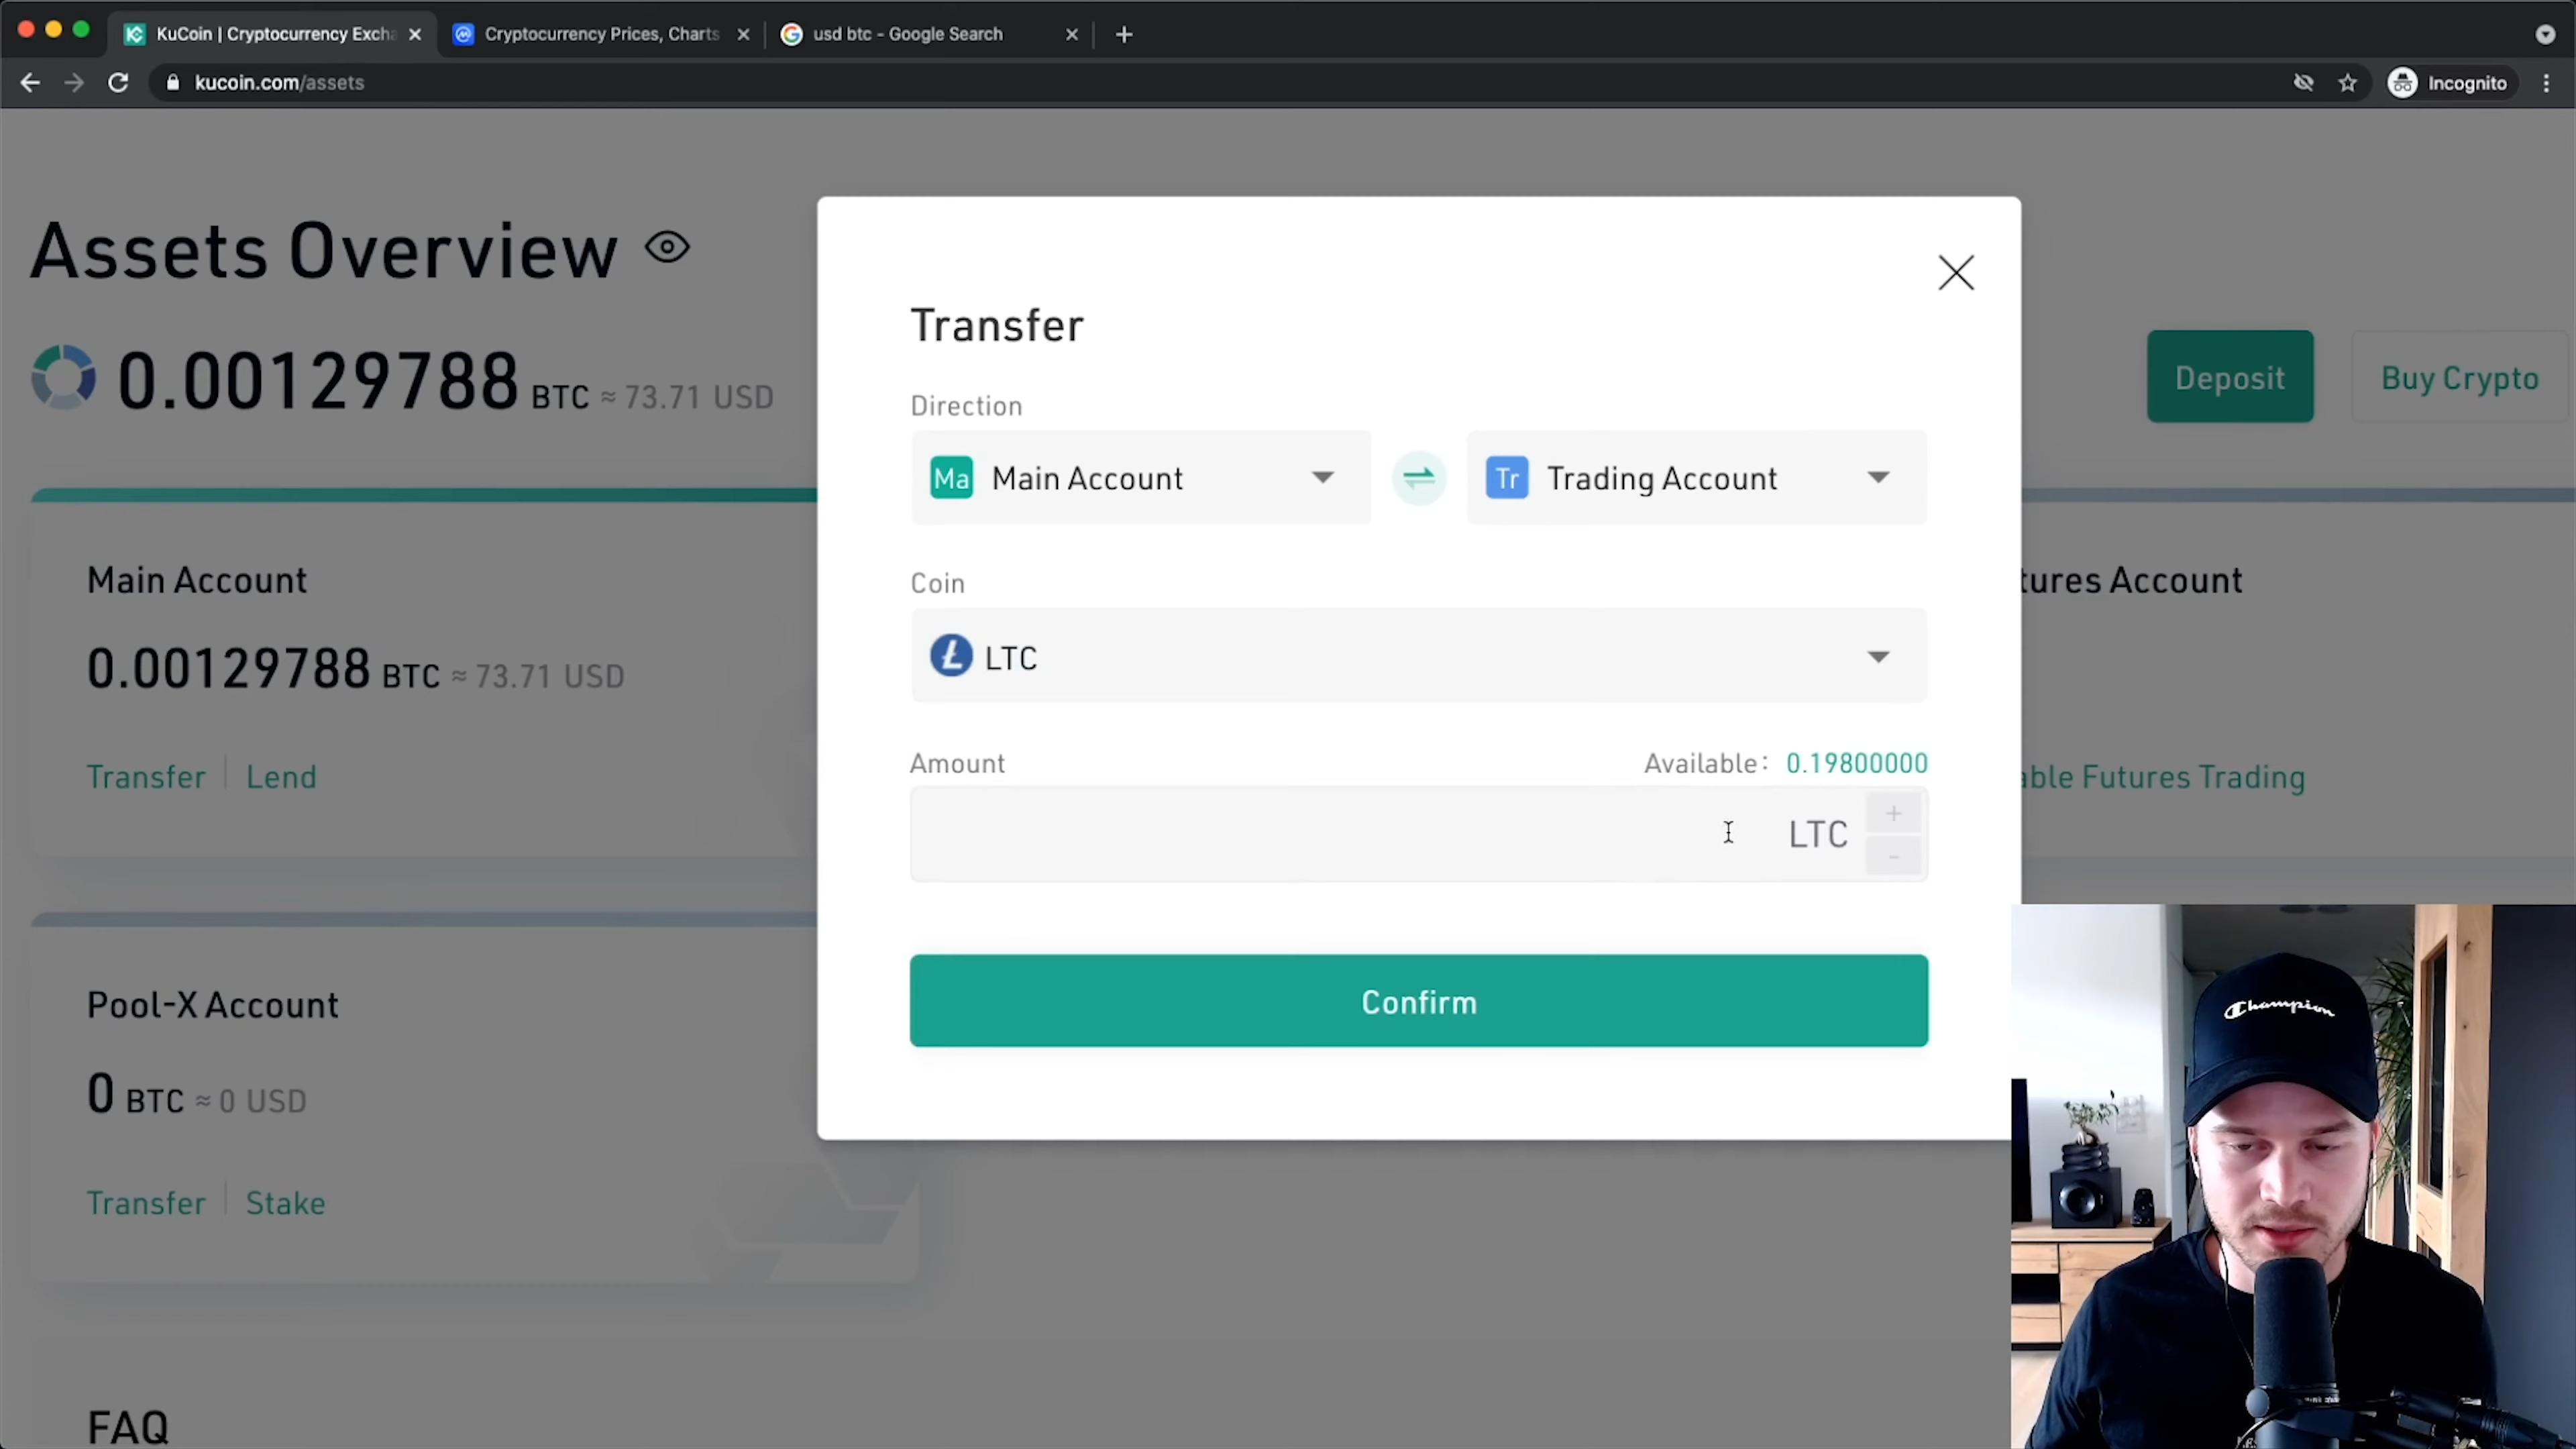 KuCoin | Cryptocurrency Excha
Cryptocurrency Prices, Charts
usd btc - Google Search
kucoin.com/assets
Incognito
Assets Overview
0.00129788 BTC ≈ 73.71 USD
Deposit
Buy Crypto
Main Account
0.00129788 BTC ≈ 73.71 USD
Transfer
Lend
Pool-X Account
0 BTC ≈ 0 USD
Transfer
Stake
FAQ
Transfer
Direction
Ma Main Account
Tr Trading Account
Coin
LTC
Amount
Available: 0.19800000
LTC
+
-
Confirm
tures Account
able Futures Trading
Champion